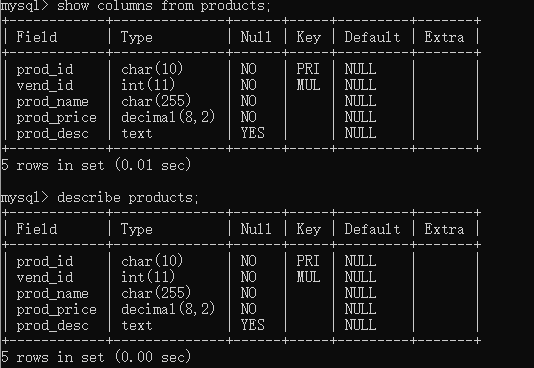 mysql> show columns from products;
+------------+--------------+------+-----+---------+-------+
| Field      | Type         | Null | Key | Default | Extra |
+------------+--------------+------+-----+---------+-------+
| prod_id    | char(10)     | NO   | PRI | NULL    |       |
| vend_id    | int(11)      | NO   | MUL | NULL    |       |
| prod_name  | char(255)    | NO   |     | NULL    |       |
| prod_price | decimal(8,2) | NO   |     | NULL    |       |
| prod_desc  | text         | YES  |     | NULL    |       |
+------------+--------------+------+-----+---------+-------+
5 rows in set (0.01 sec)
mysql> describe products;
+------------+--------------+------+-----+---------+-------+
| Field      | Type         | Null | Key | Default | Extra |
+------------+--------------+------+-----+---------+-------+
| prod_id    | char(10)     | NO   | PRI | NULL    |       |
| vend_id    | int(11)      | NO   | MUL | NULL    |       |
| prod_name  | char(255)    | NO   |     | NULL    |       |
| prod_price | decimal(8,2) | NO   |     | NULL    |       |
| prod_desc  | text         | YES  |     | NULL    |       |
+------------+--------------+------+-----+---------+-------+
5 rows in set (0.00 sec)